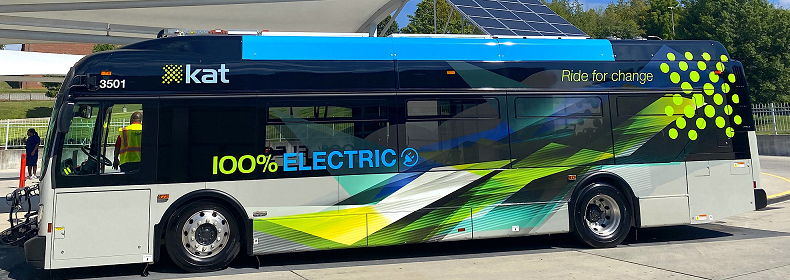 3501
kat
Ride for change
100% ELECTRIC